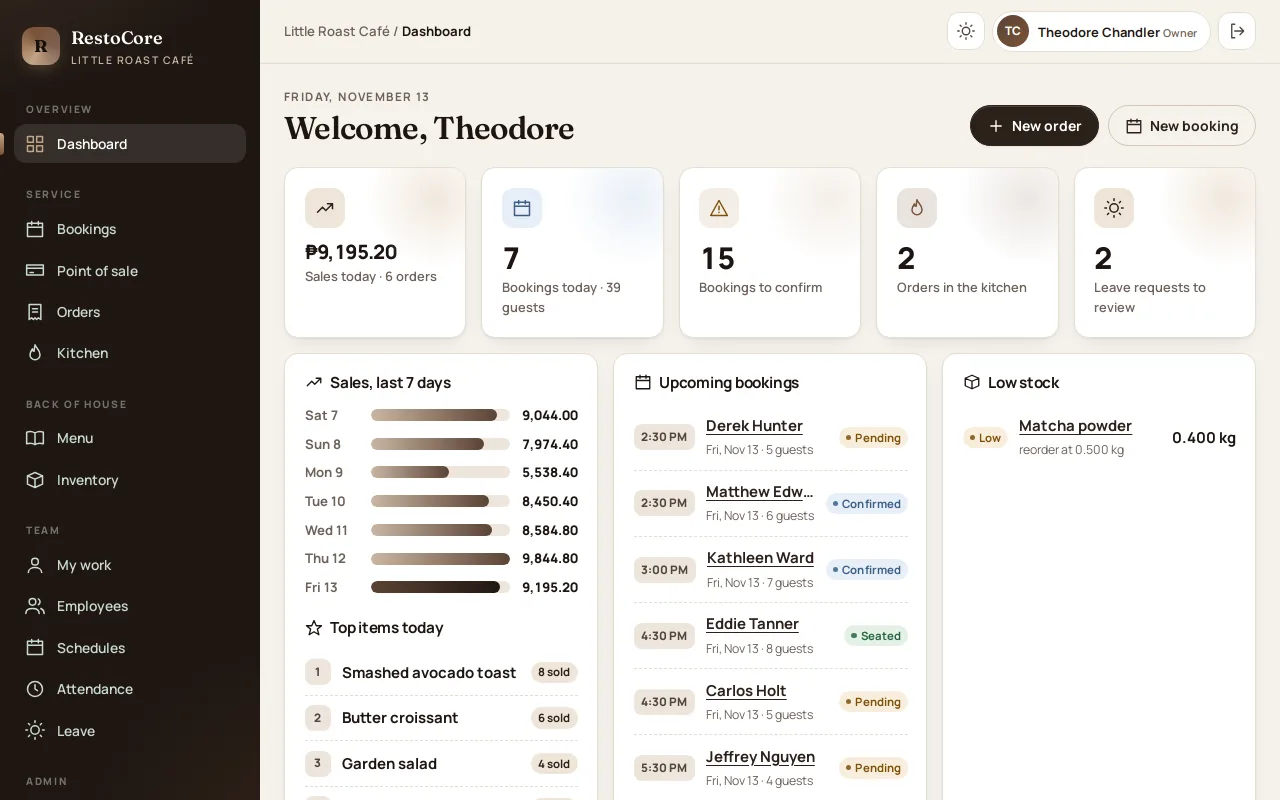 R
RestoCore
LITTLE ROAST CAFÉ
OVERVIEW
Dashboard
SERVICE
Bookings
Point of sale
Orders
Kitchen
BACK OF HOUSE
Menu
Inventory
TEAM
My work
Employees
Schedules
Attendance
Leave
ADMIN
Little Roast Café / Dashboard
TC
Theodore Chandler Owner
FRIDAY, NOVEMBER 13
Welcome, Theodore
New order
New booking
₱9,195.20
Sales today · 6 orders
7
Bookings today · 39
guests
15
Bookings to confirm
2
Orders in the kitchen
2
Leave requests to
review
Sales, last 7 days
Sat 7 9,044.00
Sun 8 7,974.40
Mon 9 5,538.40
Tue 10 8,450.40
Wed 11 8,584.80
Thu 12 9,844.80
Fri 13 9,195.20
Top items today
1 Smashed avocado toast 8 sold
2 Butter croissant 6 sold
3 Garden salad 4 sold
Upcoming bookings
2:30 PM Derek Hunter Pending
Fri, Nov 13 · 5 guests
2:30 PM Matthew Edw… Confirmed
Fri, Nov 13 · 6 guests
3:00 PM Kathleen Ward Confirmed
Fri, Nov 13 · 7 guests
4:30 PM Eddie Tanner Seated
Fri, Nov 13 · 8 guests
4:30 PM Carlos Holt Pending
Fri, Nov 13 · 5 guests
5:30 PM Jeffrey Nguyen Pending
Fri, Nov 13 · 4 guests
Low stock
Low Matcha powder 0.400 kg
reorder at 0.500 kg